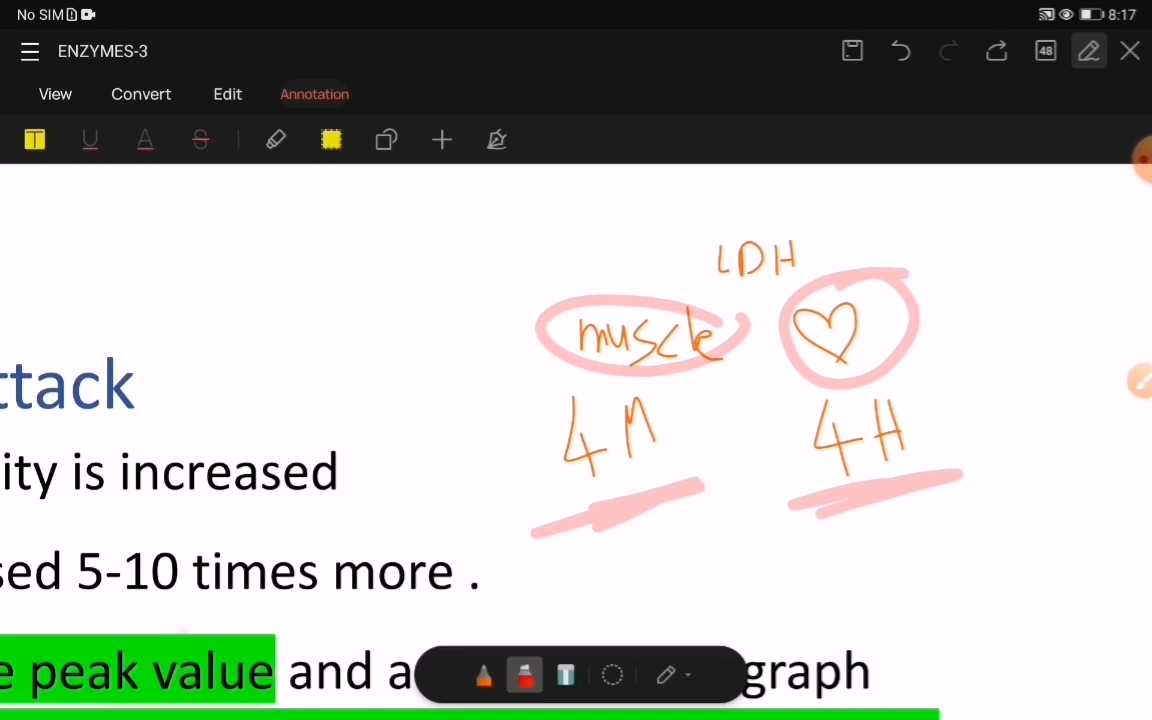 No SIM 8:17
ENZYMES-3 48
View Convert Edit Annotation
T U A S
LDH
muscle
ttack
4M 4H
ity is increased
sed 5-10 times more .
e peak value and a graph